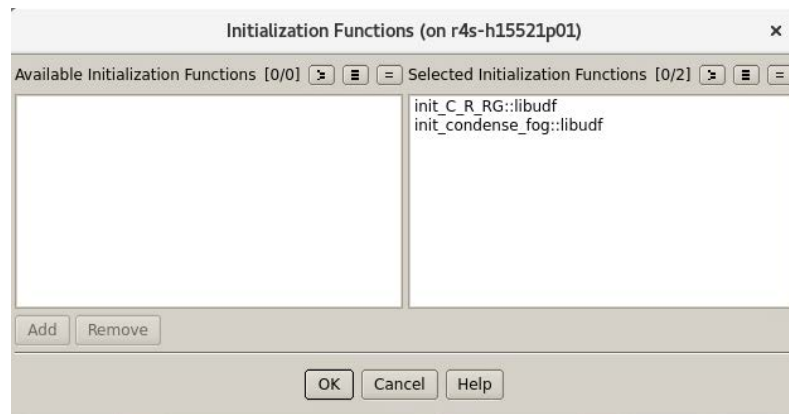 Initialization Functions (on r4s-h15521p01) ×
Available Initialization Functions [0/0] = Selected Initialization Functions [0/2] =
init_C_R_RG::libudf
init_condense_fog::libudf
Add Remove
OK Cancel Help